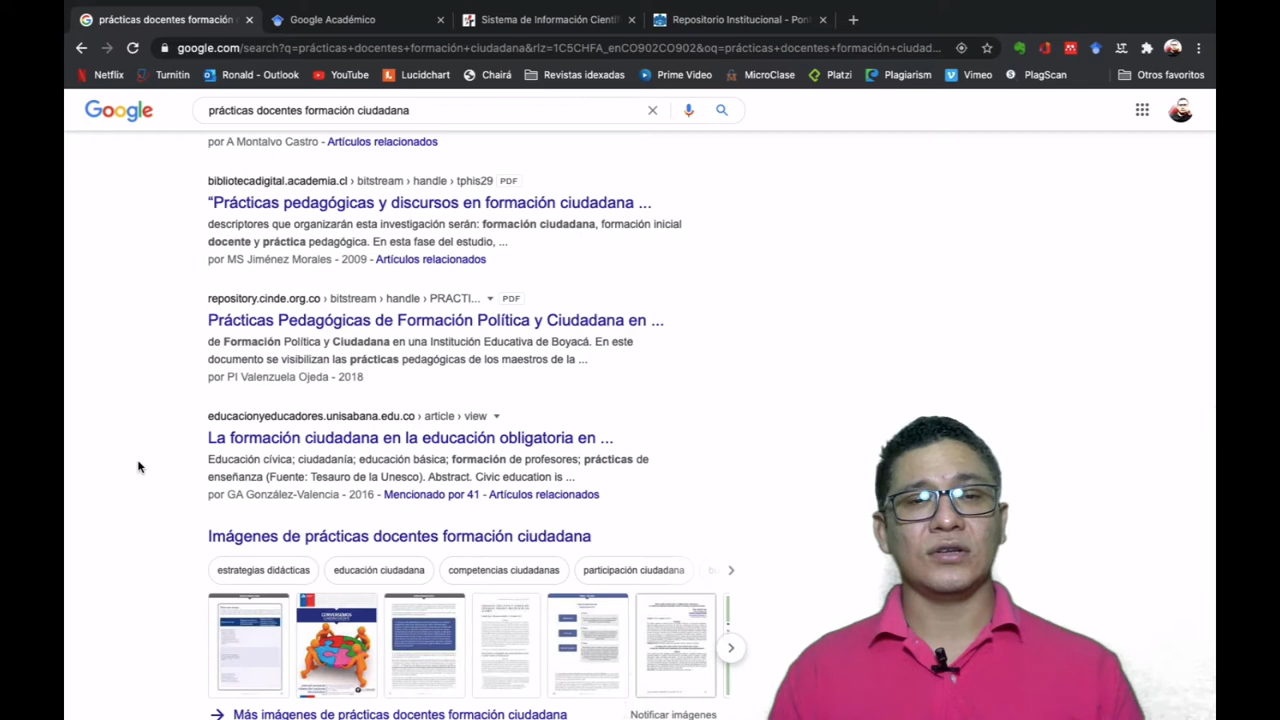 prácticas docentes formación
Google Académico
Sistema de Información Científi
Repositorio Institucional - Pont
google.com/search?q=prácticas+docentes+formación+ciudadana&rlz=1C5CHFA_enCO902CO902&oq=prácticas+docentes+formación+ciudad...
Netflix
Turnitin
Ronald - Outlook
YouTube
Lucidchart
Chairá
Revistas idexadas
Prime Video
MicroClase
Platzi
Plagiarism
Vimeo
PlagScan
Otros favoritos
Google
prácticas docentes formación ciudadana
por A Montalvo Castro - Artículos relacionados
bibliotecadigital.academia.cl › bitstream › handle › tphis29 PDF
“Prácticas pedagógicas y discursos en formación ciudadana ...
descriptores que organizarán esta investigación serán: formación ciudadana, formación inicial
docente y práctica pedagógica. En esta fase del estudio, ...
por MS Jiménez Morales - 2009 - Artículos relacionados
repository.cinde.org.co › bitstream › handle › PRACTI... PDF
Prácticas Pedagógicas de Formación Política y Ciudadana en ...
de Formación Política y Ciudadana en una Institución Educativa de Boyacá. En este
documento se visibilizan las prácticas pedagógicas de los maestros de la ...
por PI Valenzuela Ojeda - 2018
educacionyeducadores.unisabana.edu.co › article › view
La formación ciudadana en la educación obligatoria en ...
Educación cívica; ciudadanía; educación básica; formación de profesores; prácticas de
enseñanza (Fuente: Tesauro de la Unesco). Abstract. Civic education is ...
por GA González-Valencia - 2016 - Mencionado por 41 - Artículos relacionados
Imágenes de prácticas docentes formación ciudadana
estrategias didácticas
educación ciudadana
competencias ciudadanas
participación ciudadana
CONVERSEMOS
Más imágenes de prácticas docentes formación ciudadana
Notificar imágenes